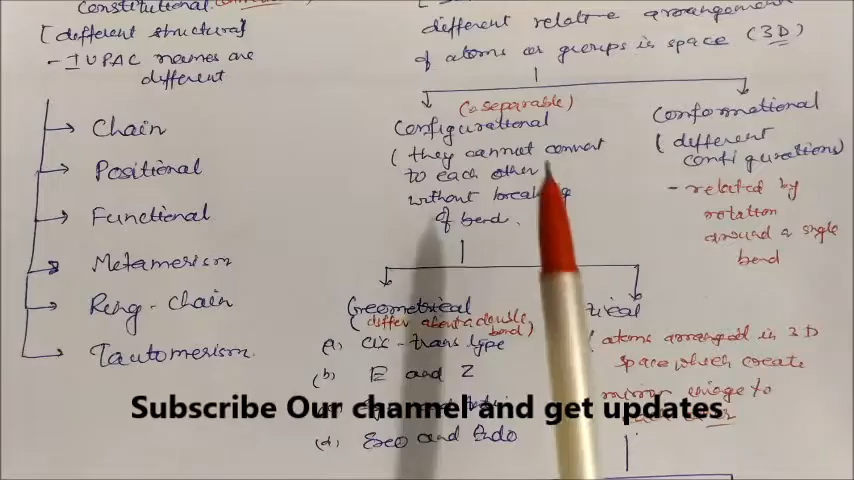 Constitutional
[different structural]
- IUPAC names are
different
Chain
Positional
Functional
Metamerism
Ring-chain
Tautomerism.
different relative arrangement
of atoms or groups in space (3D)
(separable)
Configurational
(they cannot convert
to each other
without
of bend.
Conformational
(different
configurations)
- related by
rotation
around a single
bend
Geometrical
(differ about a double
bond)
(a) cis-trans type
(b) E and Z
(d) Exo and Endo
atoms arranged in 3D
space which create
mirror image to
Subscribe Our channel and get updates